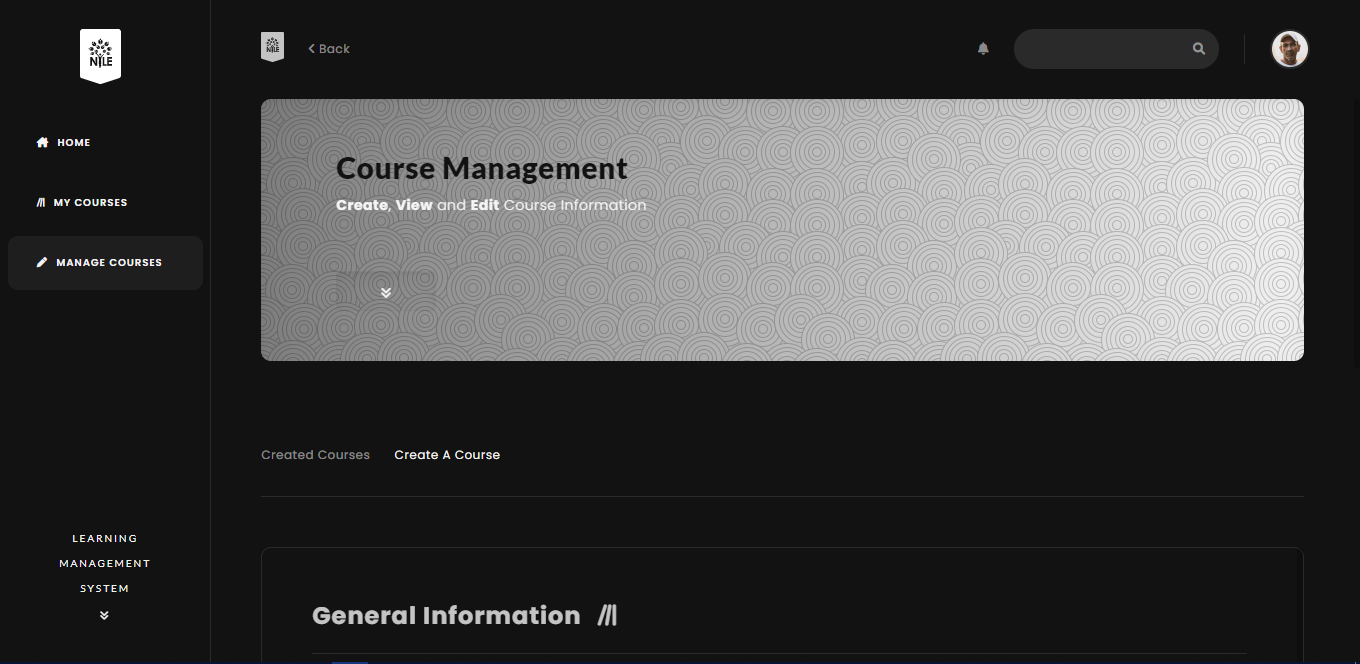 NILE
HOME
MY COURSES
MANAGE COURSES
LEARNING
MANAGEMENT
SYSTEM
NILE
Back
Course Management
Create, View and Edit Course Information
Created Courses
Create A Course
General Information